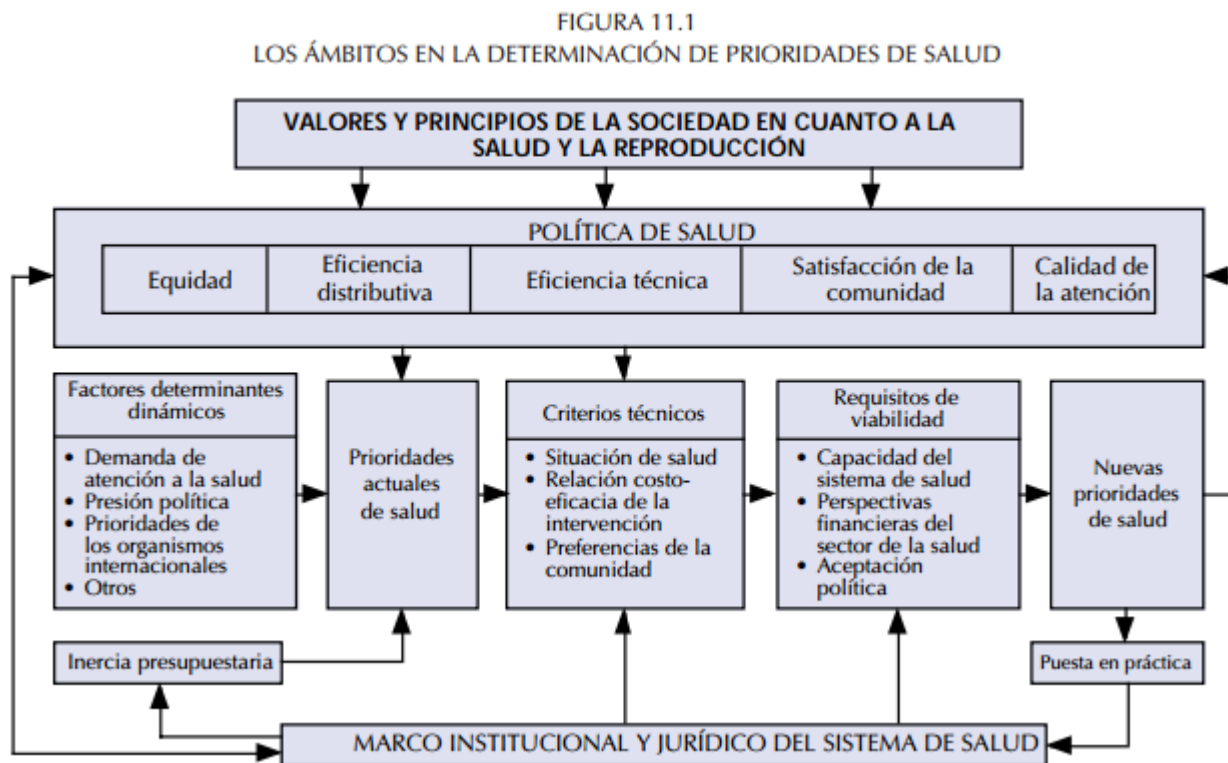 FIGURA 11.1
LOS ÁMBITOS EN LA DETERMINACIÓN DE PRIORIDADES DE SALUD
VALORES Y PRINCIPIOS DE LA SOCIEDAD EN CUANTO A LA
SALUD Y LA REPRODUCCIÓN
POLÍTICA DE SALUD
Equidad
Eficiencia
distributiva
Eficiencia técnica
Satisfacción de la
comunidad
Calidad de
la atención
Factores determinantes
dinámicos
• Demanda de
atención a la salud
• Presión política
• Prioridades de
los organismos
internacionales
• Otros
Prioridades
actuales
de salud
Criterios técnicos
• Situación de salud
• Relación costo-
eficacia de la
intervención
• Preferencias de la
comunidad
Requisitos de
viabilidad
• Capacidad del
sistema de salud
• Perspectivas
financieras del
sector de la salud
• Aceptación
política
Nuevas
prioridades
de salud
Inercia presupuestaria
Puesta en práctica
MARCO INSTITUCIONAL Y JURÍDICO DEL SISTEMA DE SALUD